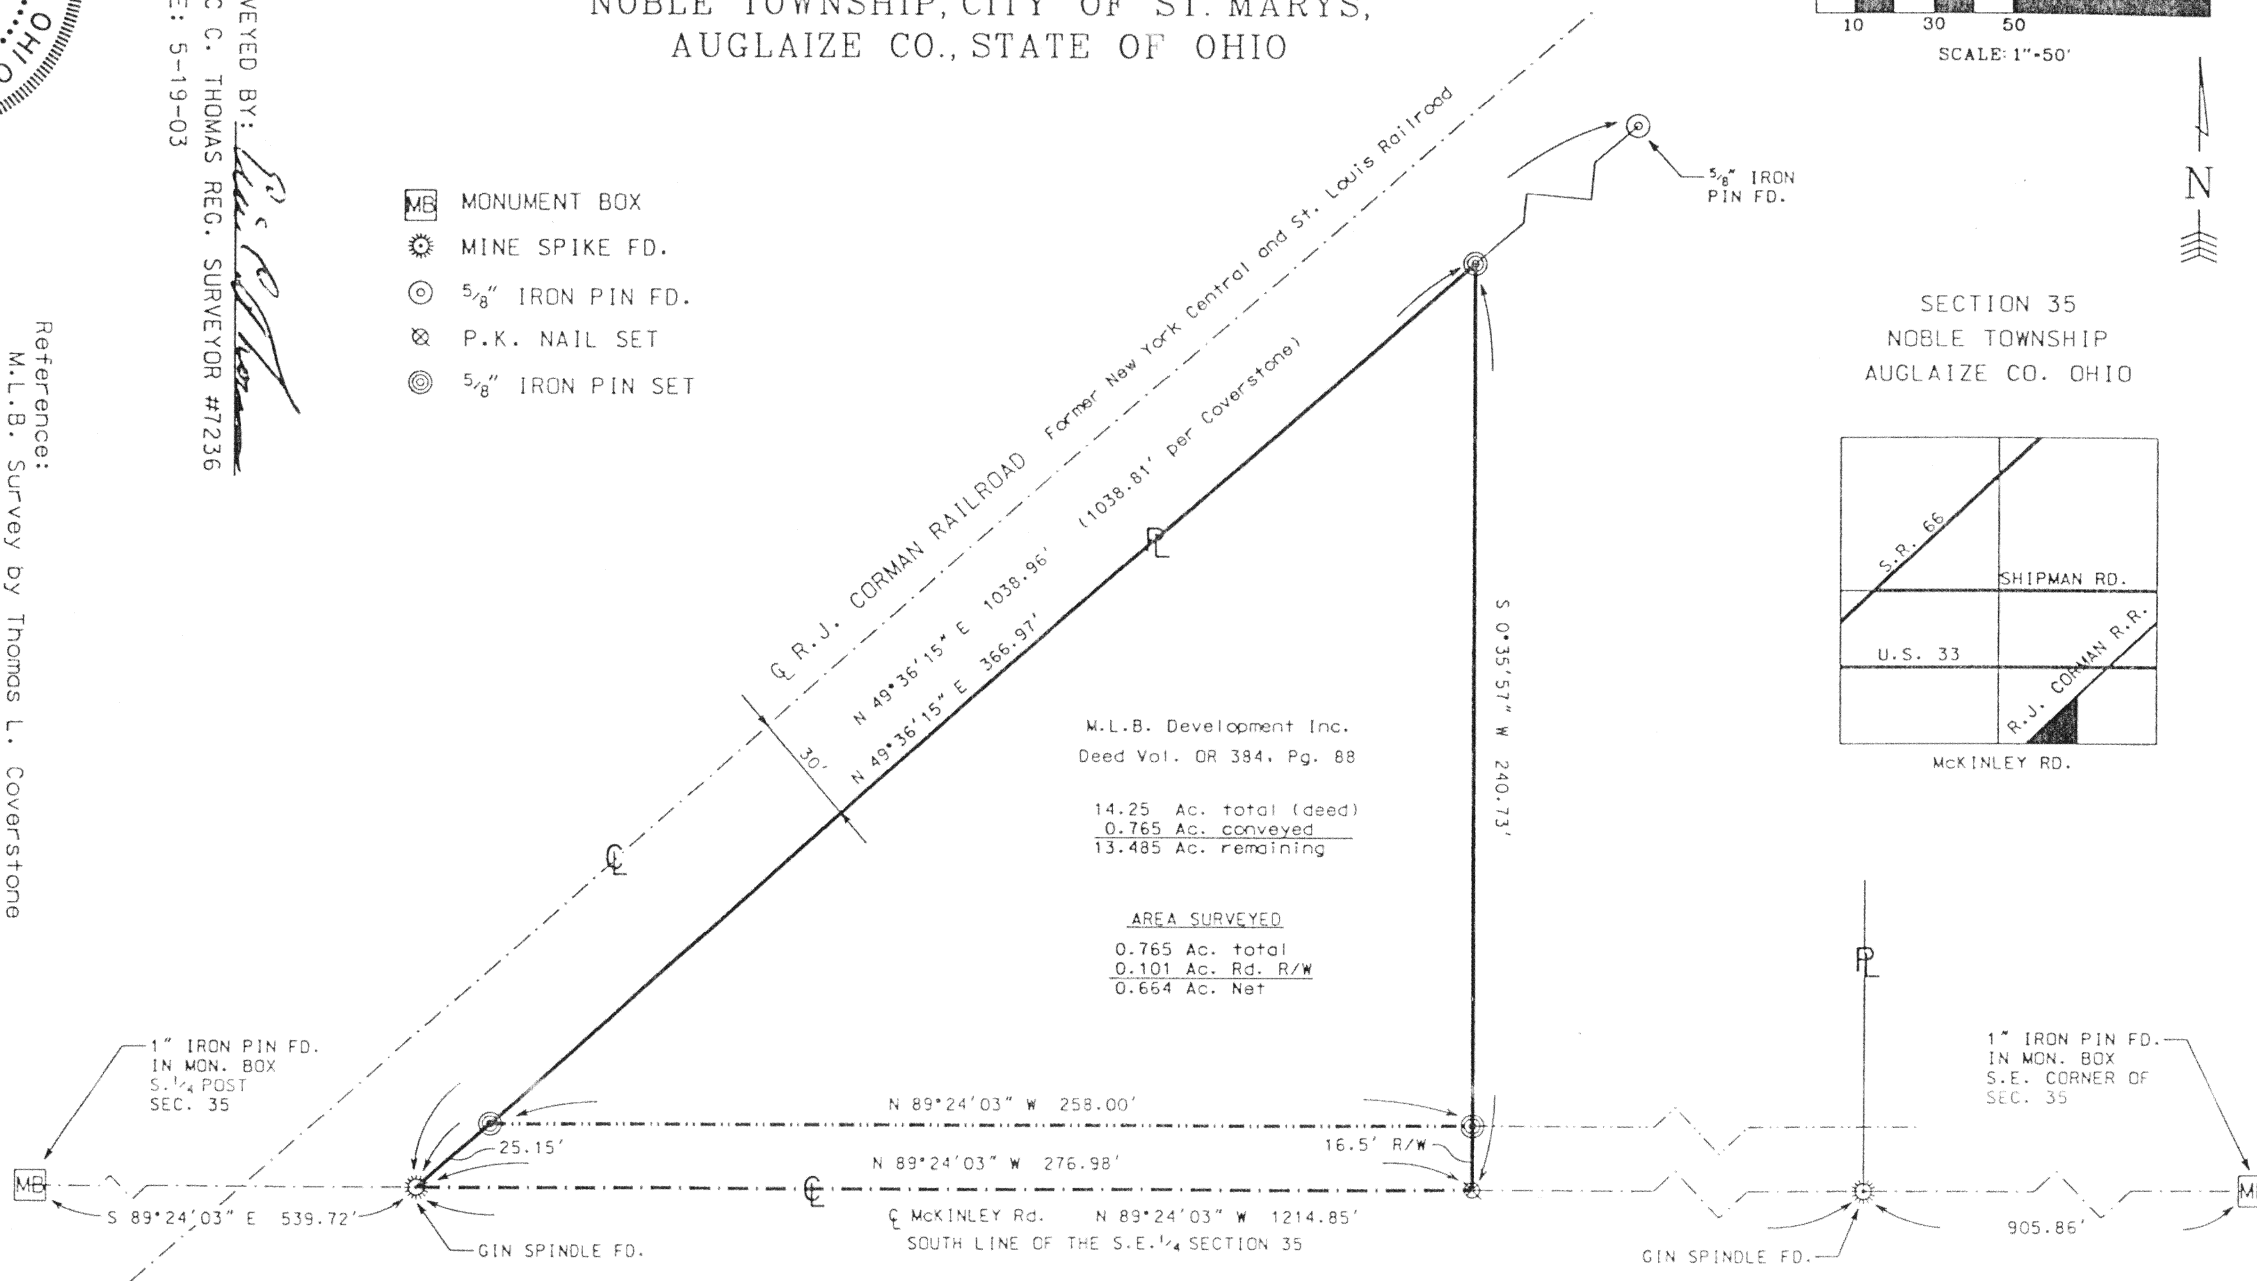 NOBLE TOWNSHIP, CITY OF ST. MARYS,
AUGLAIZE CO., STATE OF OHIO
10 30 50
SCALE: 1"-50'
N
OHIO
VEYED BY:
C C. THOMAS REG. SURVEYOR #7236
E: 5-19-03
Reference:
M.L.B. Survey by Thomas L. Coverstone
MB MONUMENT BOX
MINE SPIKE FD.
5/8" IRON PIN FD.
P.K. NAIL SET
5/8" IRON PIN SET
5/8" IRON
PIN FD.
SECTION 35
NOBLE TOWNSHIP
AUGLAIZE CO. OHIO
S.R. 66
SHIPMAN RD.
U.S. 33
R.J. CORMAN R.R.
McKINLEY RD.
CL R.J. CORMAN RAILROAD Former New York Central and St. Louis Railroad
N 49°36'15" E 1038.96' (1038.81' per Coverstone)
N 49°36'15" E 366.97'
PL
30'
CL
S 0°35'57" W 240.73'
M.L.B. Development Inc.
Deed Vol. OR 384, Pg. 88
14.25 Ac. total (deed)
0.765 Ac. conveyed
13.485 Ac. remaining
AREA SURVEYED
0.765 Ac. total
0.101 Ac. Rd. R/W
0.664 Ac. Net
PL
1" IRON PIN FD.
IN MON. BOX
S.1/4 POST
SEC. 35
1" IRON PIN FD.
IN MON. BOX
S.E. CORNER OF
SEC. 35
N 89°24'03" W 258.00'
25.15'
16.5' R/W
N 89°24'03" W 276.98'
MB
CL
M
S 89°24'03" E 539.72'
CL McKINLEY Rd. N 89°24'03" W 1214.85'
905.86'
SOUTH LINE OF THE S.E.1/4 SECTION 35
GIN SPINDLE FD.
GIN SPINDLE FD.